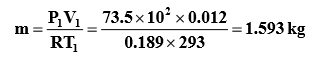 m = P₁V₁/RT₁ = 73.5×10² × 0.012/0.189 × 293 = 1.593 kg